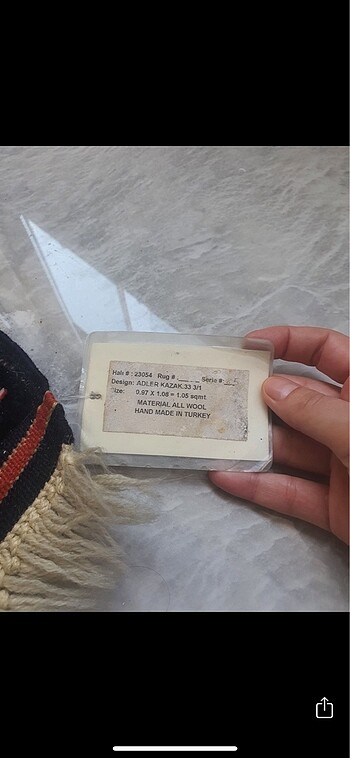 Halı # : 23054 Rug # : Serie #:
Design: ADLER KAZAK.33 3/1
Size: 0.97 X 1.08 = 1.05 sqmt.
MATERIAL ALL WOOL
HAND MADE IN TURKEY